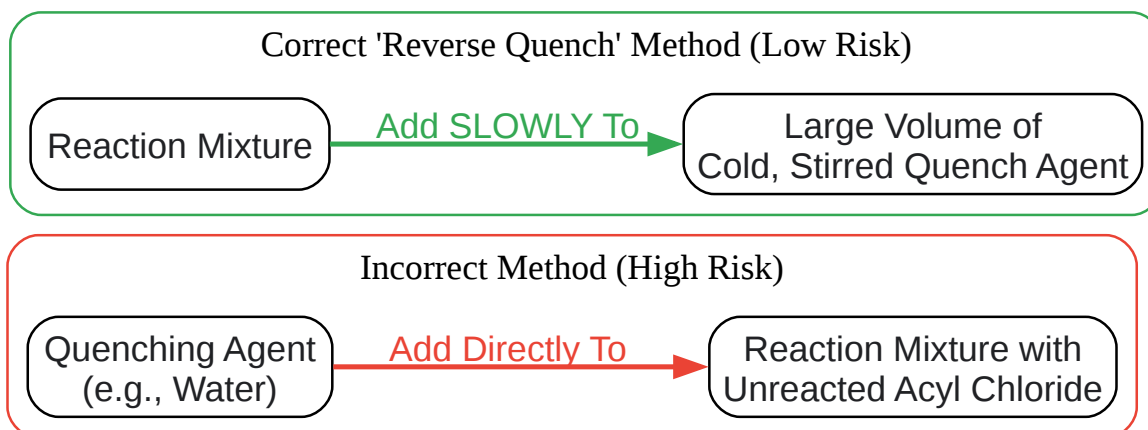 Correct 'Reverse Quench' Method (Low Risk)
Reaction Mixture
Add SLOWLY To
Large Volume of
Cold, Stirred Quench Agent
Incorrect Method (High Risk)
Quenching Agent
(e.g., Water)
Add Directly To
Reaction Mixture with
Unreacted Acyl Chloride